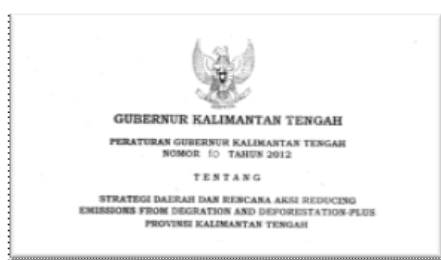 GUBERNUR KALIMANTAN TENGAH
PERATURAN GUBERNUR KALIMANTAN TENGAH
NOMOR TAHUN 2012
TENTANG
STRATEGI DAERAH DAN RENCANA AKSI REDUCING
EMISSIONS FROM DEGRATION AND DEFORESTATION-PLUS
PROVINSI KALIMANTAN TENGAH